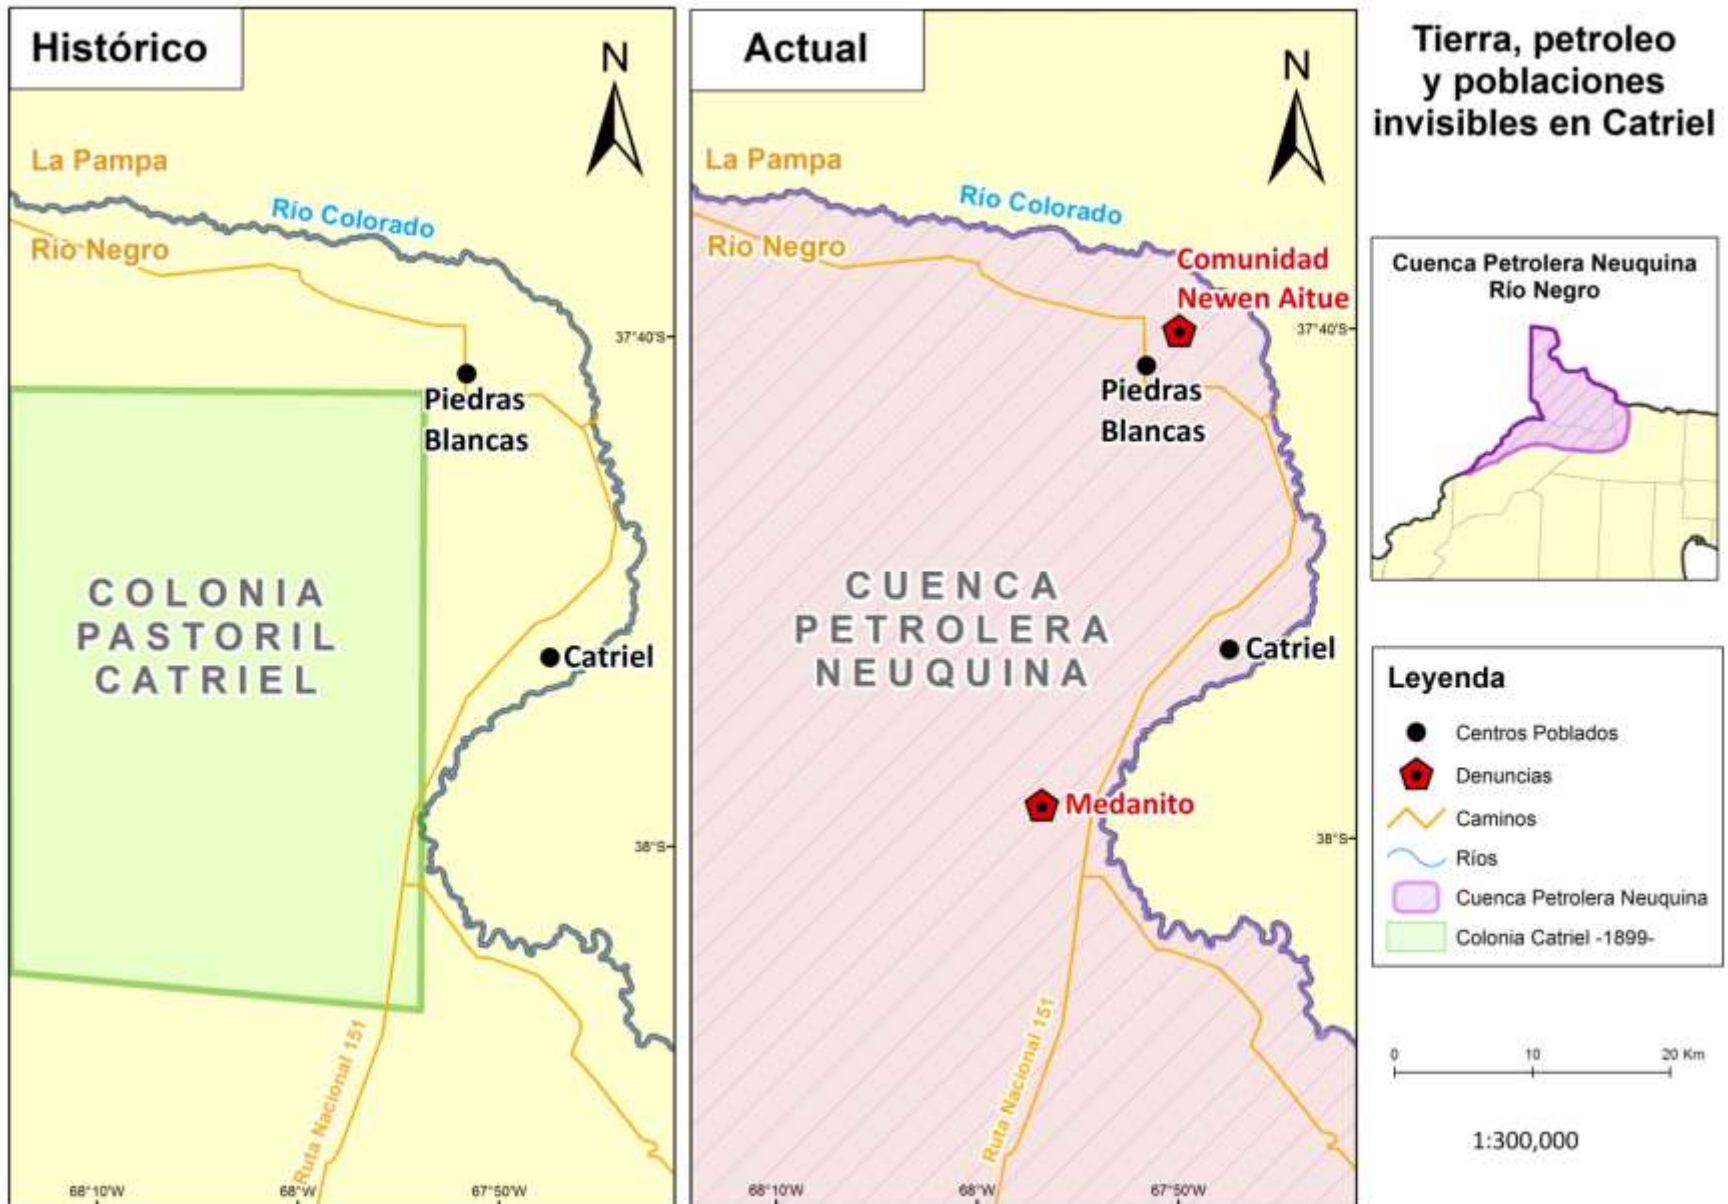 Histórico
N
La Pampa
Río Colorado
Rio Negro
37°40'S
Piedras
Blancas
COLONIA
PASTORIL
CATRIEL
Catriel
38°S
Ruta Nacional 151
68°10'W
68°W
67°50'W
Actual
N
La Pampa
Río Colorado
Rio Negro
Comunidad
Newen Aitue
37°40'S
Piedras
Blancas
CUENCA
PETROLERA
NEUQUINA
Catriel
Medanito
38°S
Ruta Nacional 151
68°10'W
68°W
67°50'W
Tierra, petroleo
y poblaciones
invisibles en Catriel
Cuenca Petrolera Neuquina
Río Negro
Leyenda
Centros Poblados
Denuncias
Caminos
Ríos
Cuenca Petrolera Neuquina
Colonia Catriel -1899-
0 10 20 Km
1:300,000